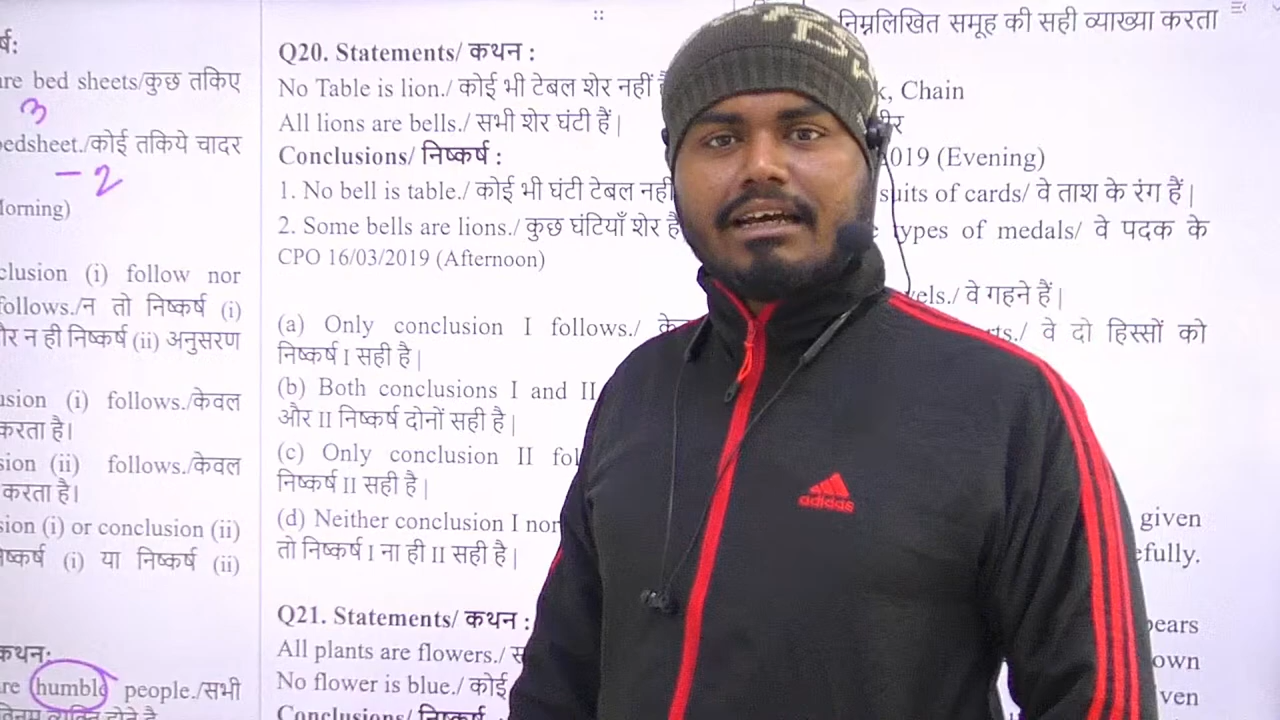 र्ष:
are bed sheets/कुछ तकिए
3
bedsheet./कोई तकिये चादर
- 2
Morning)
clusion (i) follow nor
follows./न तो निष्कर्ष (i)
और न ही निष्कर्ष (ii) अनुसरण
usion (i) follows./केवल
करता है।
sion (ii) follows./केवल
करता है।
sion (i) or conclusion (ii)
निष्कर्ष (i) या निष्कर्ष (ii)
कथन:
are humble people./सभी
Q20. Statements/ कथन :
No Table is lion./ कोई भी टेबल शेर नहीं
All lions are bells./ सभी शेर घंटी हैं |
Conclusions/ निष्कर्ष :
1. No bell is table./ कोई भी घंटी टेबल नहीं
2. Some bells are lions./ कुछ घंटियाँ शेर
CPO 16/03/2019 (Afternoon)
(a) Only conclusion I follows./
निष्कर्ष I सही है |
(b) Both conclusions I and II
और II निष्कर्ष दोनों सही है |
(c) Only conclusion II
निष्कर्ष II सही है |
(d) Neither conclusion I nor
तो निष्कर्ष I ना ही II सही है |
Q21. Statements/ कथन :
All plants are flowers./
No flower is blue./ कोई
Conclusions/ निष्कर्ष :
निम्नलिखित समूह की सही व्याख्या करता
k, Chain
2019 (Evening)
suits of cards/ वे ताश के रंग हैं |
types of medals/ वे पदक के
वे गहने हैं |
वे दो हिस्सों को
given
efully.
pears
own
ven
adidas